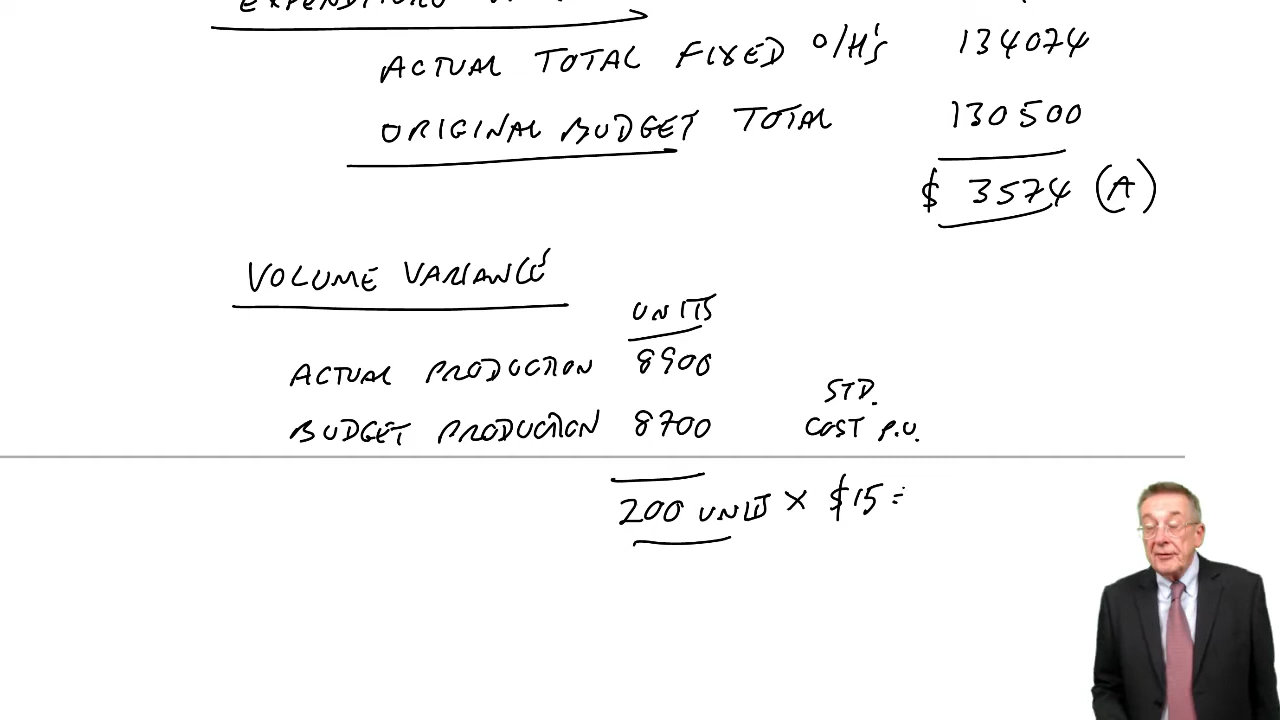 ACTUAL TOTAL FIXED O/H's 134074
ORIGINAL BUDGET TOTAL 130500
$ 3574 (A)
VOLUME VARIANCE
UNITS
ACTUAL PRODUCTION 8900
STD.
BUDGET PRODUCTION 8700 COST P.U.
200 UNITS × $15 =